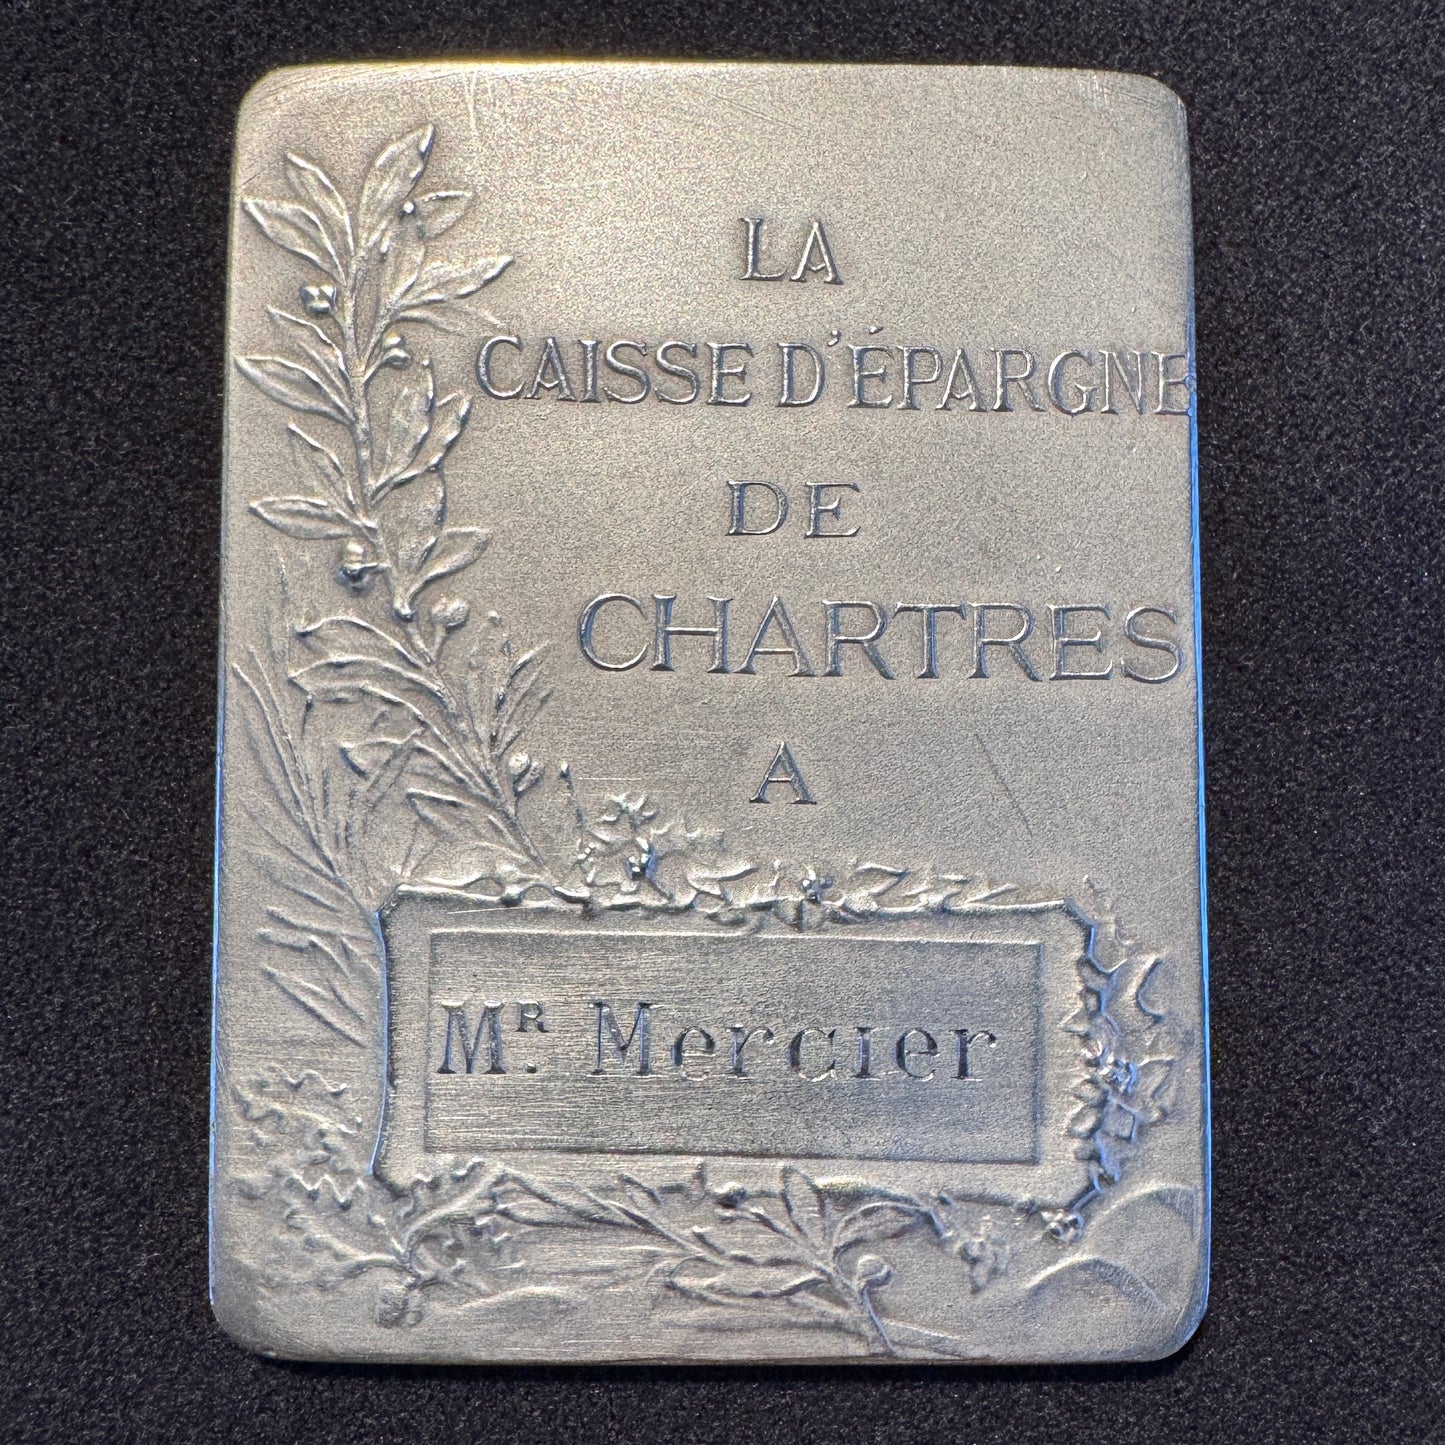 LA
CAISSE D'ÉPARGNE
DE
CHARTRES
A
MR. Mercier